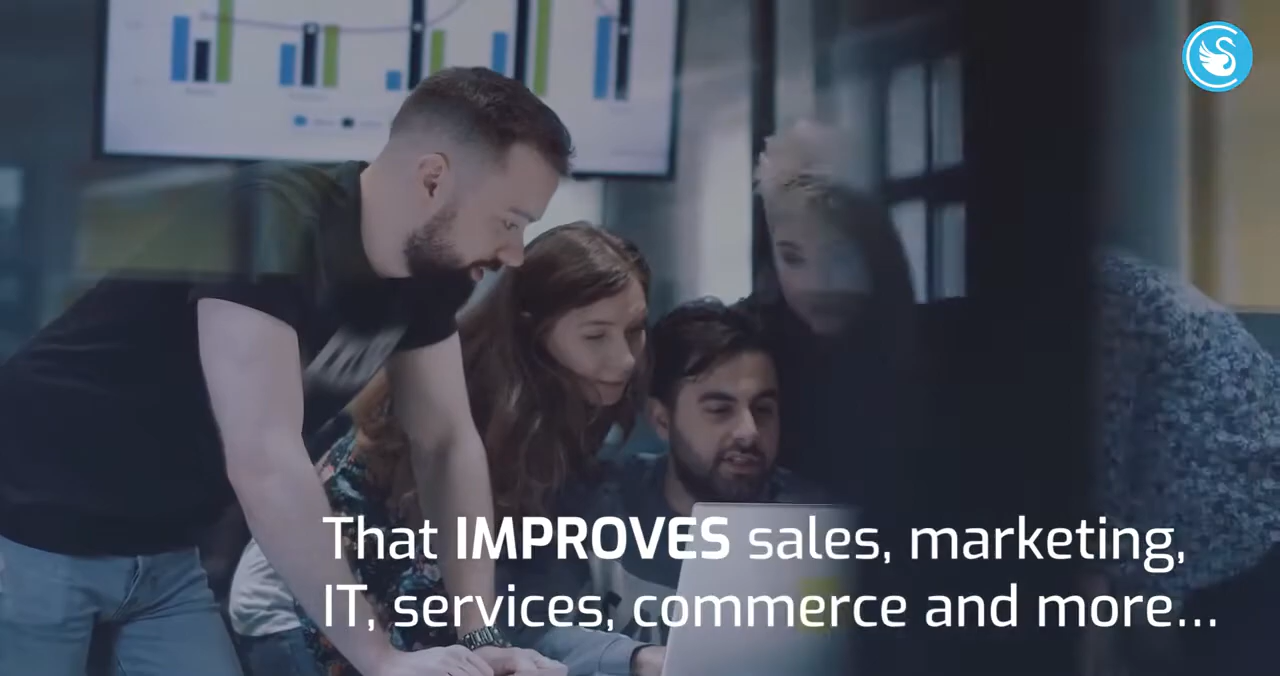 That IMPROVES sales, marketing,
IT, services, commerce and more...